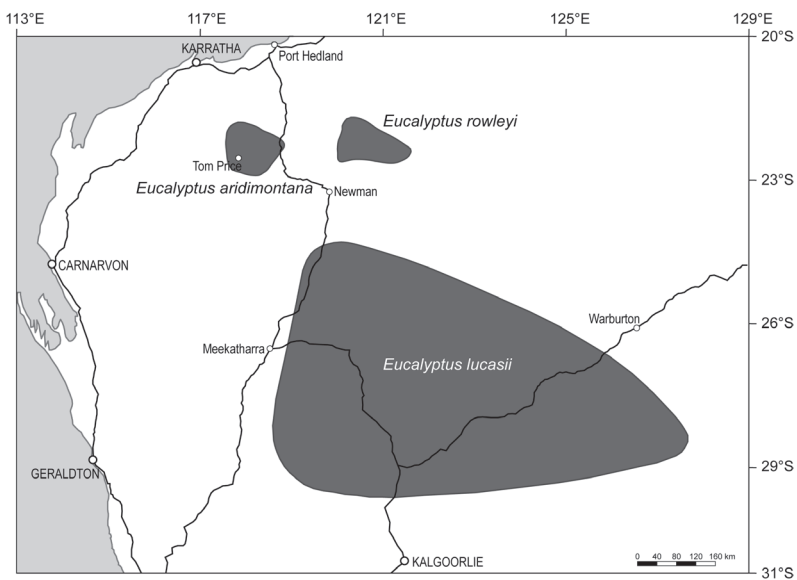 113°E 117°E 121°E 125°E 129°E
20°S
KARRATHA
Port Hedland
Eucalyptus rowleyi
Tom Price
23°S
Eucalyptus aridimontana
Newman
CARNARVON
Warburton
26°S
Meekatharra
Eucalyptus lucasii
29°S
GERALDTON
0 40 80 120 160 km
KALGOORLIE
31°S